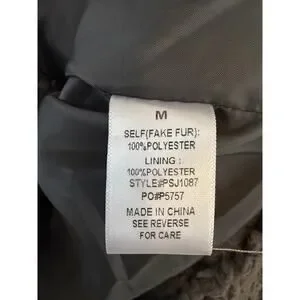 M
SELF(FAKE FUR):
100%POLYESTER
LINING :
100%POLYESTER
STYLE#PSJ1087
PO#P5757
MADE IN CHINA
SEE REVERSE
FOR CARE